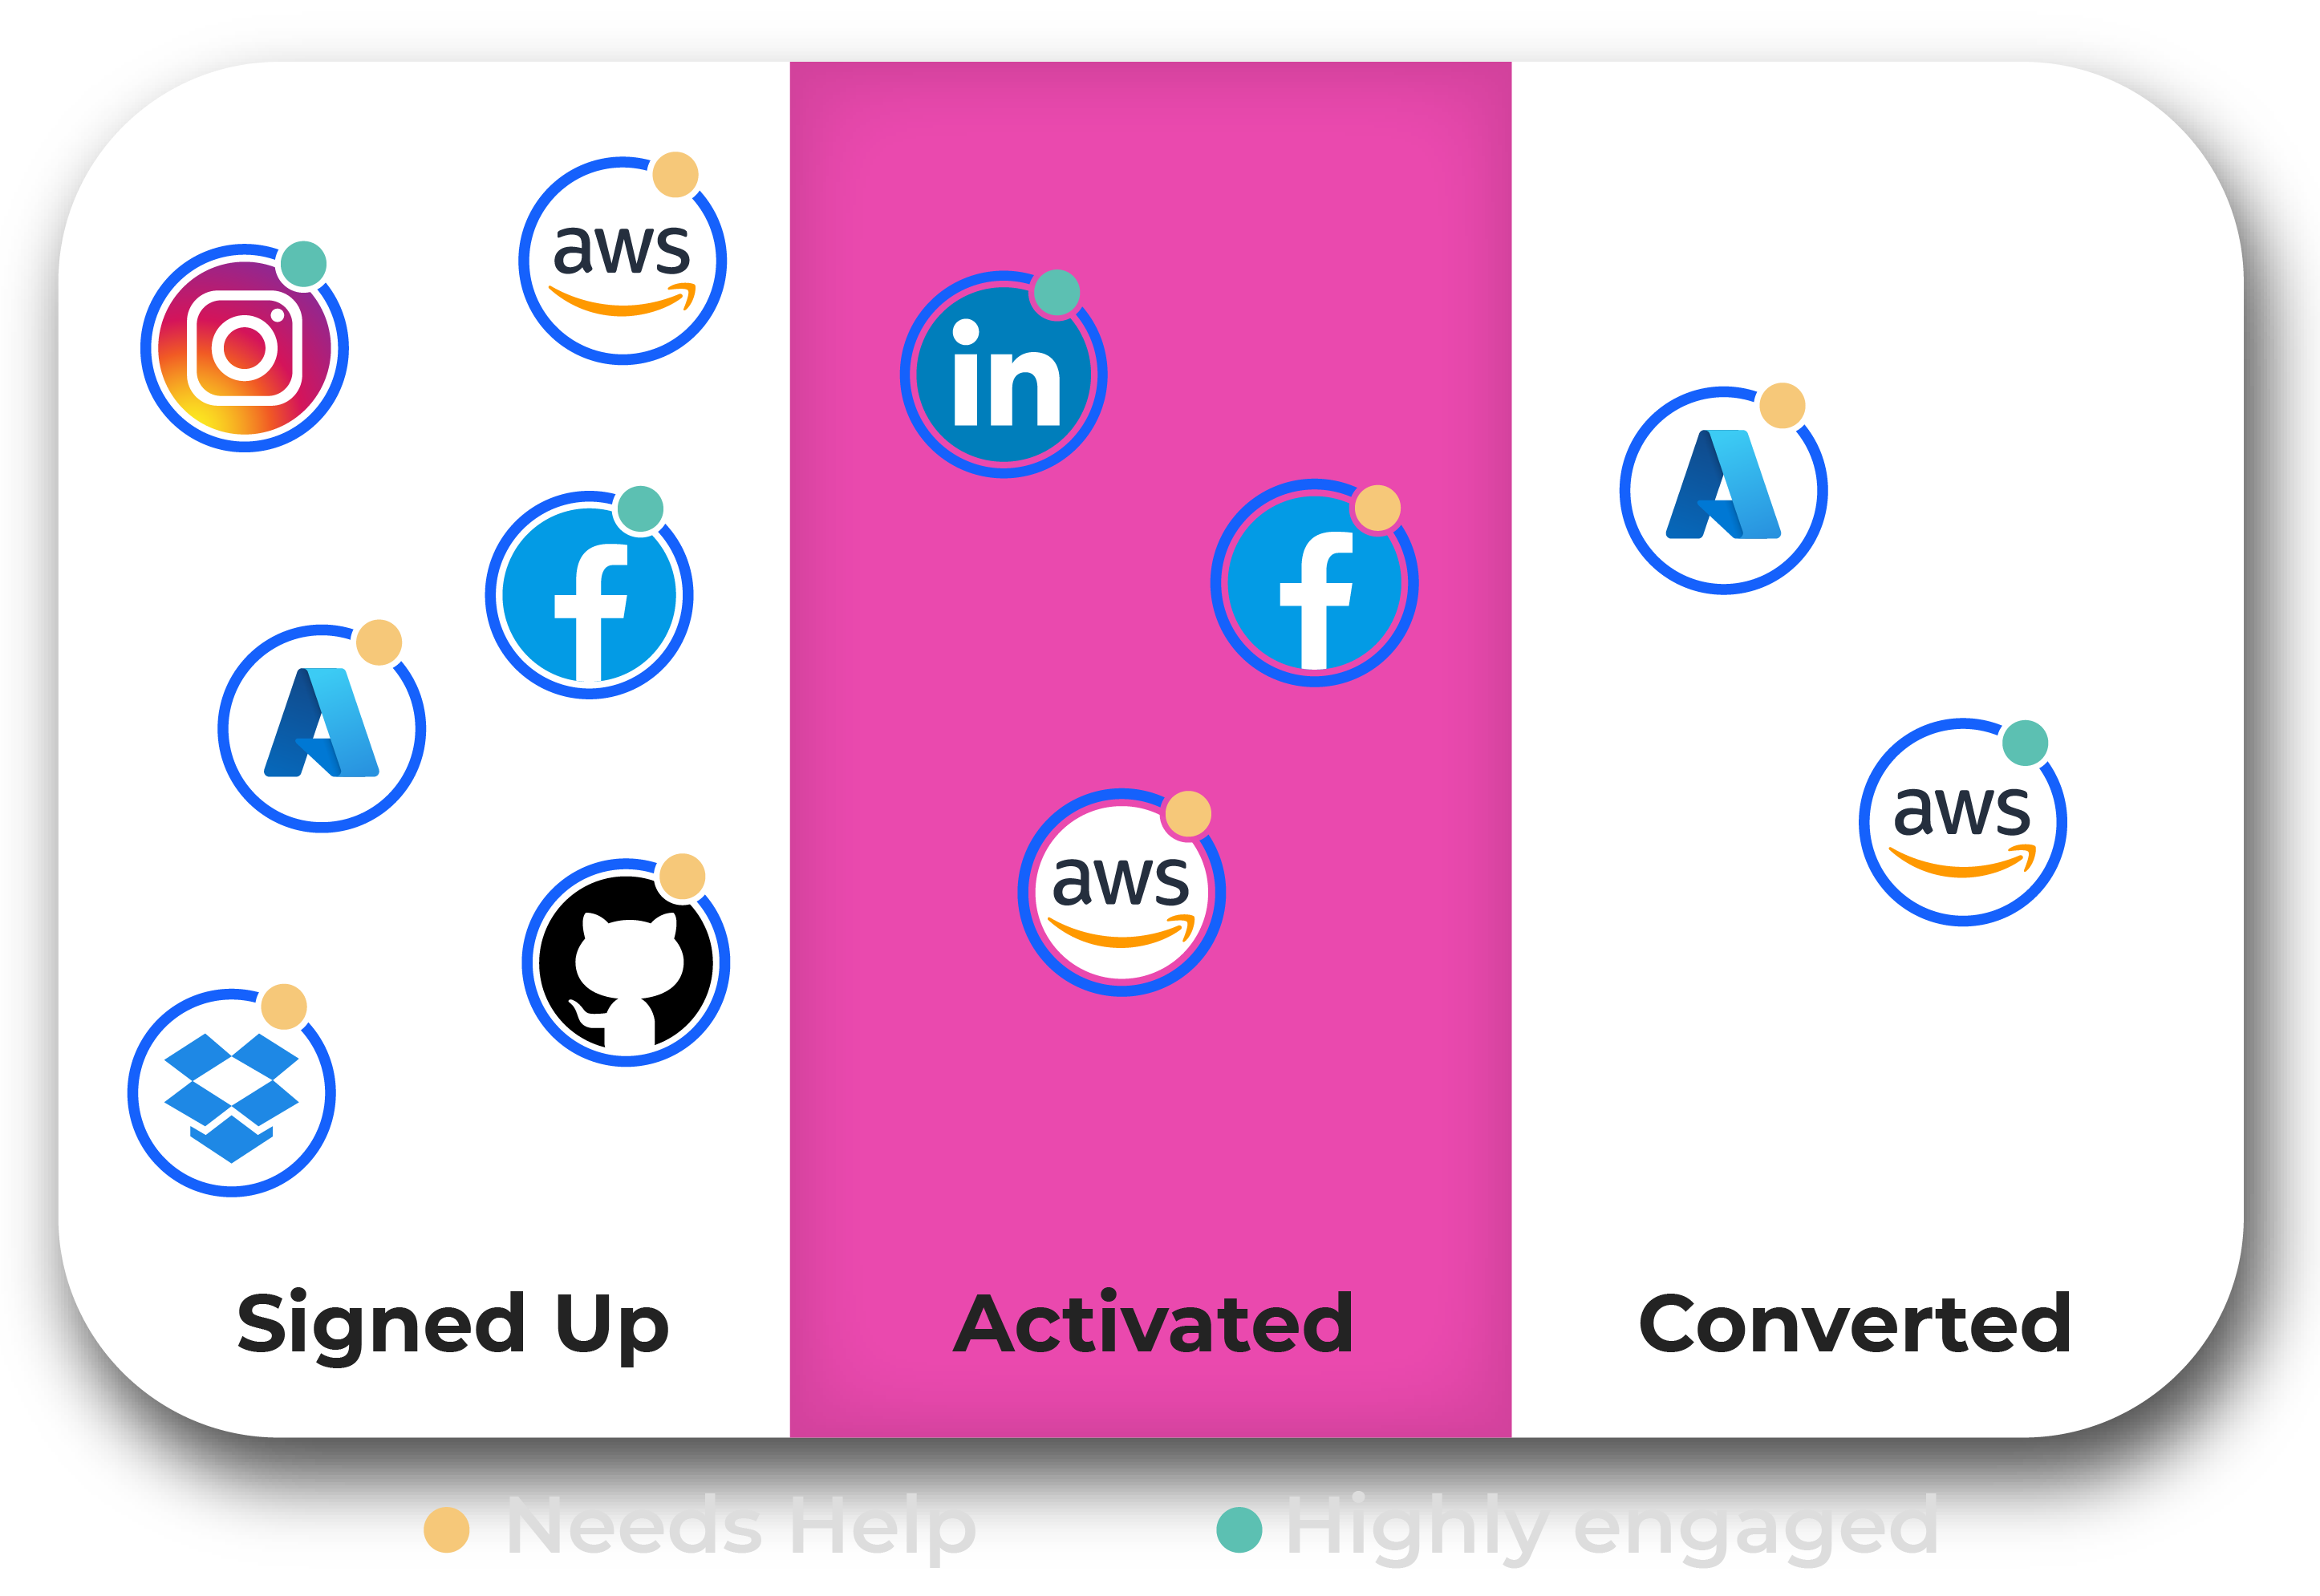 aws
in
aws
aws
Signed Up
Activated
Converted
Needs Help
Highly engaged